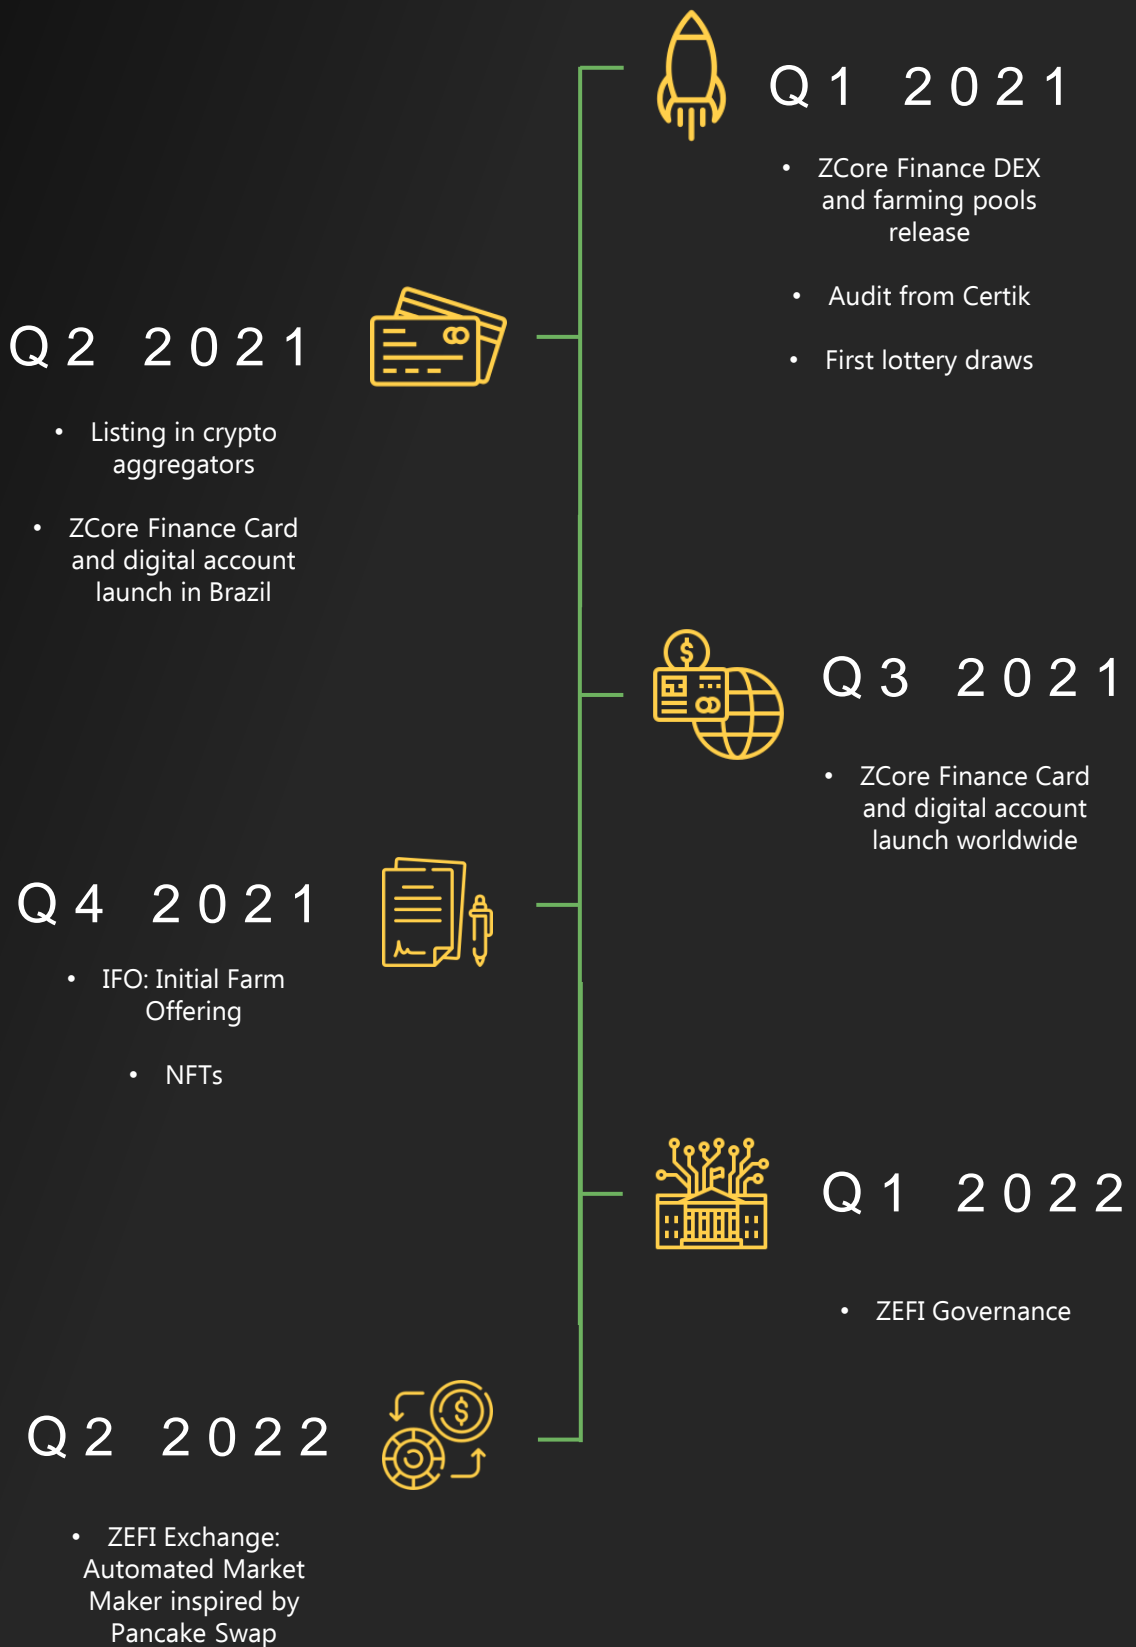 Q1 2021
• ZCore Finance DEX
and farming pools
release
• Audit from Certik
• First lottery draws
Q2 2021
• Listing in crypto
aggregators
• ZCore Finance Card
and digital account
launch in Brazil
Q3 2021
• ZCore Finance Card
and digital account
launch worldwide
Q4 2021
• IFO: Initial Farm
Offering
• NFTs
Q1 2022
• ZEFI Governance
Q2 2022
• ZEFI Exchange:
Automated Market
Maker inspired by
Pancake Swap